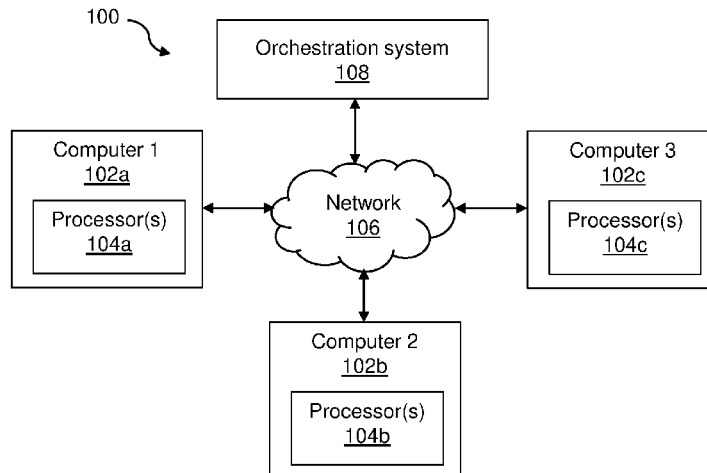 100
Orchestration system
108
Computer 1
102a
Processor(s)
104a
Network
106
Computer 3
102c
Processor(s)
104c
Computer 2
102b
Processor(s)
104b